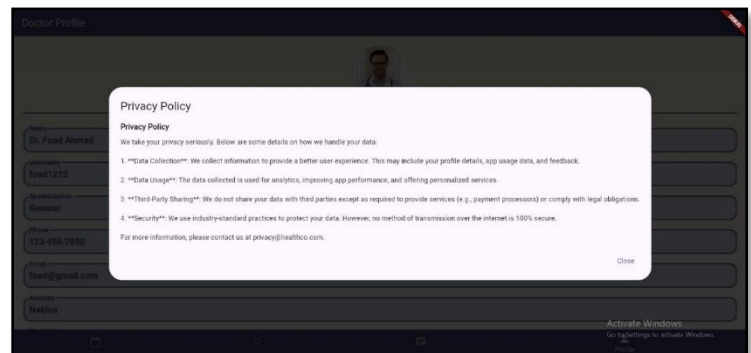 Doctor Profile
DEBUG
Privacy Policy
Privacy Policy
We take your privacy seriously. Below are some details on how we handle your data:
1. **Data Collection**: We collect information to provide a better user experience. This may include your profile details, app usage data, and feedback.
2. **Data Usage**: The data collected is used for analytics, improving app performance, and offering personalized services.
3. **Third-Party Sharing**: We do not share your data with third parties except as required to provide services (e.g., payment processors) or comply with legal obligations.
4. **Security**: We use industry-standard practices to protect your data. However, no method of transmission over the internet is 100% secure.
For more information, please contact us at privacy@healthco.com.
Close
Name
Dr. Foad Ahmad
Username
foad1212
Specialization
General
Phone
123-456-7890
Email
foad@gmail.com
Address
Nablus
Activate Windows
Go to Settings to activate Windows.
Profile